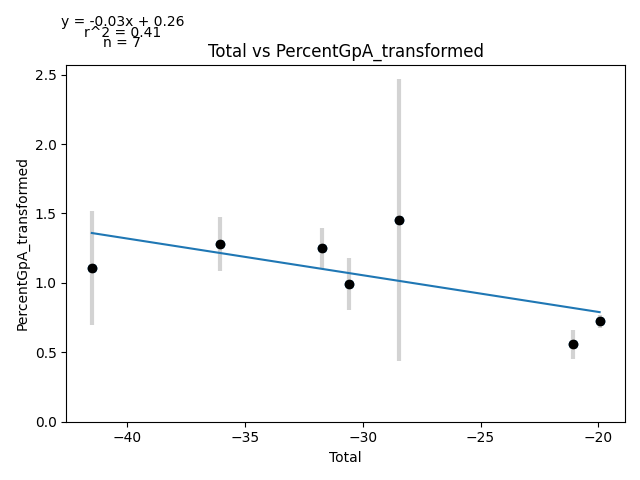 y = -0.03x + 0.26
r^2 = 0.41
n = 7
Total vs PercentGpA_transformed
PercentGpA_transformed
2.5
2.0
1.5
1.0
0.5
0.0
−40
−35
−30
−25
−20
Total